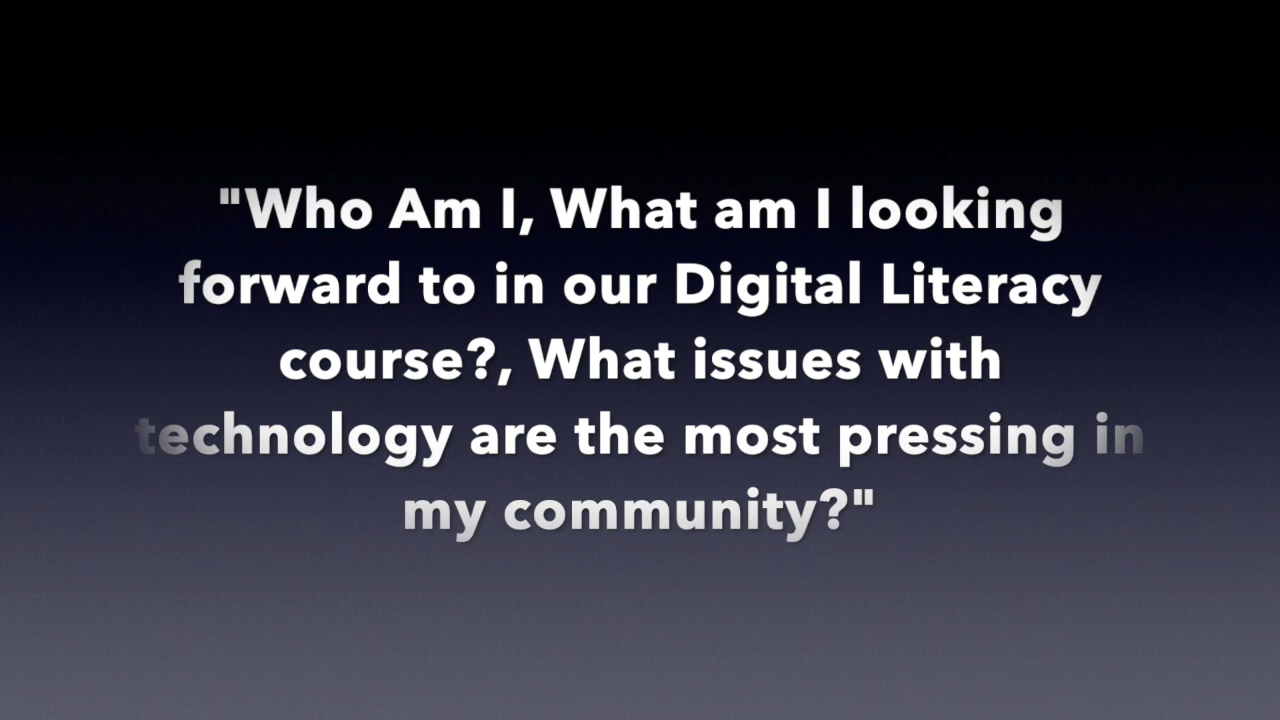 "Who Am I, What am I looking
forward to in our Digital Literacy
course?, What issues with
technology are the most pressing in
my community?"